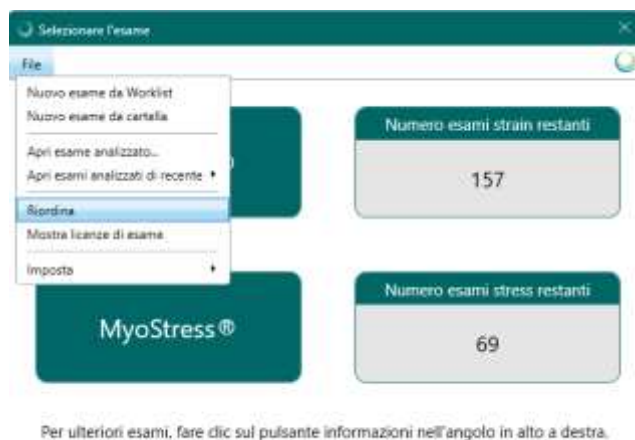 Selezionare l'esame
File
Nuovo esame da Worklist
Nuovo esame da cartella
Apri esame analizzato...
Apri esami analizzati di recente
Riordina
Mostra licenze di esame
Imposta
Numero esami strain restanti
157
MyoStress®
Numero esami stress restanti
69
Per ulteriori esami, fare clic sul pulsante informazioni nell'angolo in alto a destra.